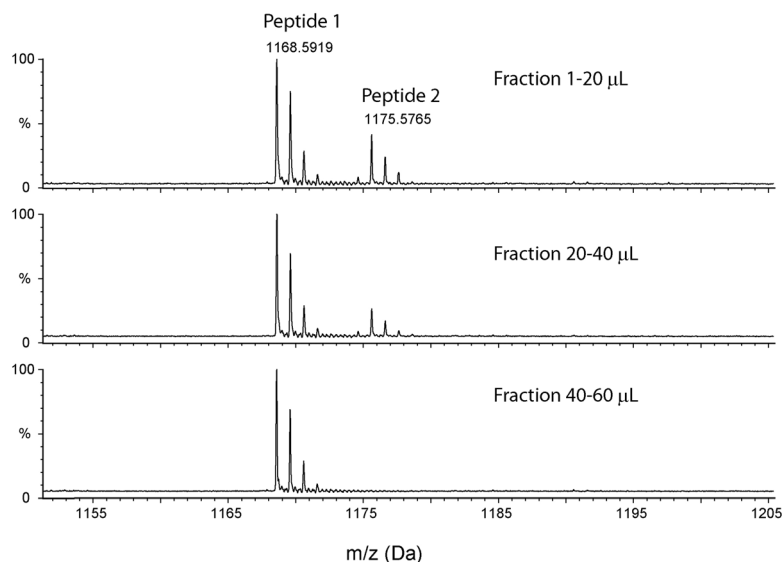 Peptide 1
1168.5919
100
Fraction 1-20 μL
Peptide 2
1175.5765
%
0
100
Fraction 20-40 μL
%
0
100
Fraction 40-60 μL
%
0
1155 1165 1175 1185 1195 1205
m/z (Da)